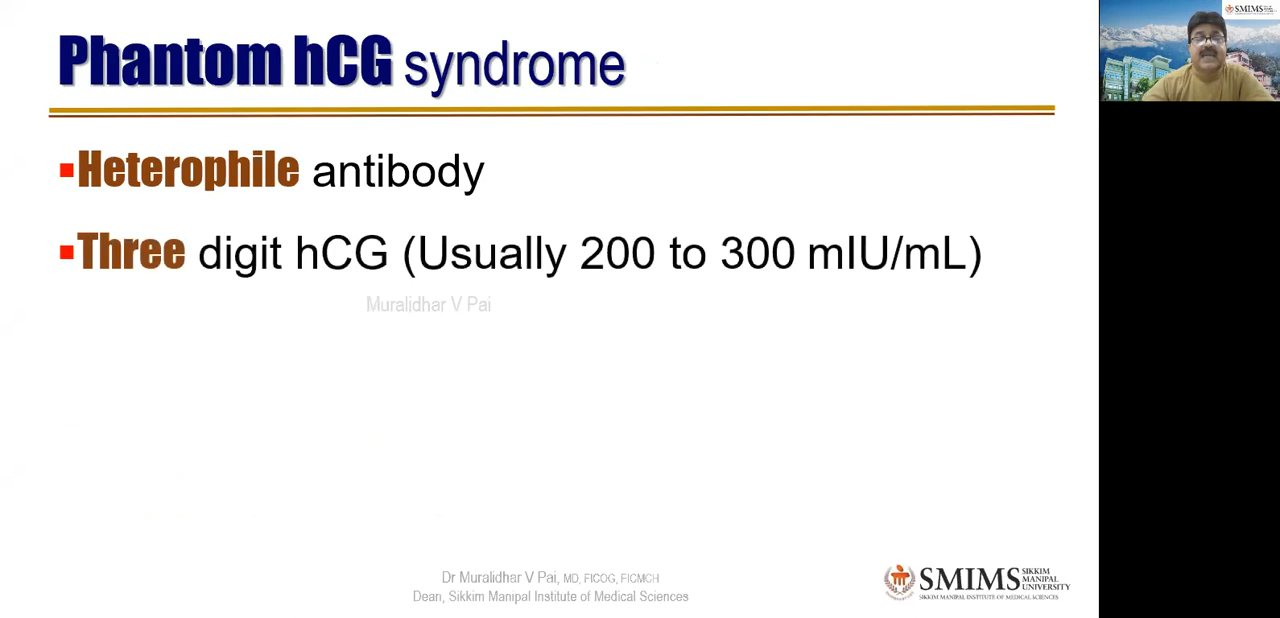 Phantom hCG syndrome
Heterophile antibody
Three digit hCG (Usually 200 to 300 mIU/mL)
Muralidhar V Pai
Dr Muralidhar V Pai, MD, FICOG, FICMCH
Dean, Sikkim Manipal Institute of Medical Sciences
SMIMS SIKKIM MANIPAL UNIVERSITY
SIKKIM MANIPAL INSTITUTE OF MEDICAL SCIENCES
SMIMS